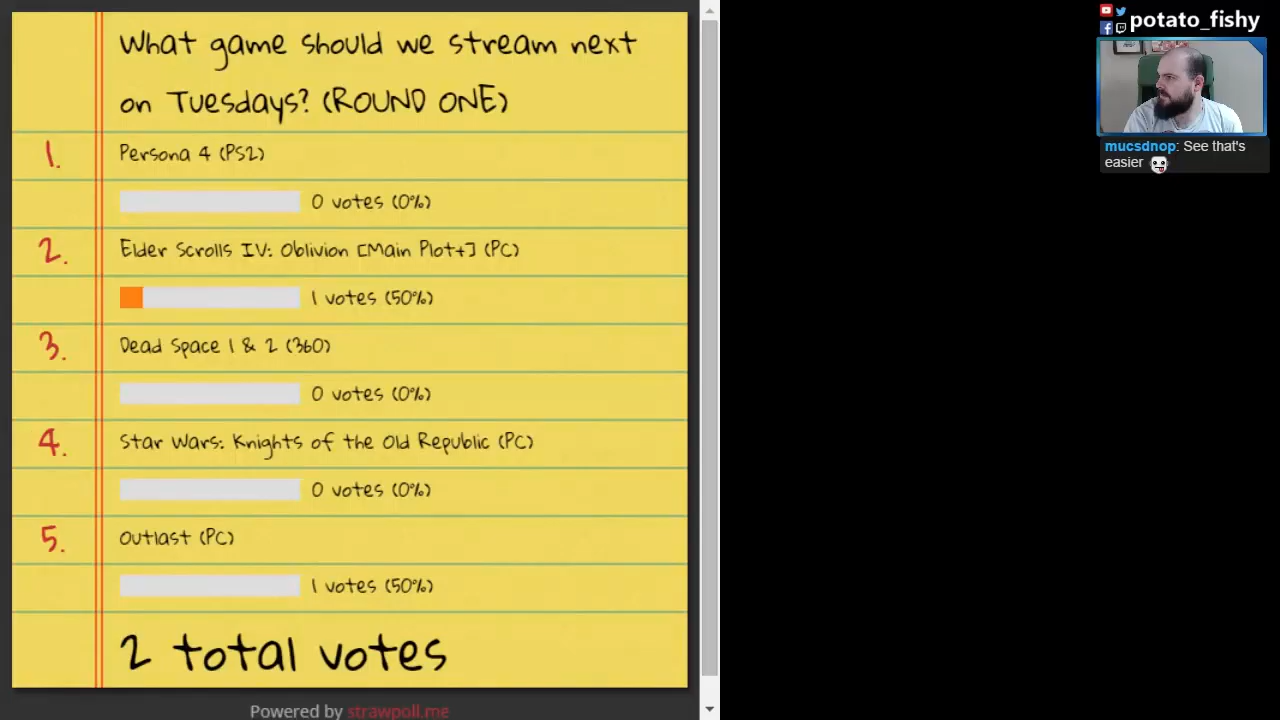 What game should we stream next
on Tuesdays? (ROUND ONE)
1. Persona 4 (PS2)
0 votes (0%)
2. Elder Scrolls IV: Oblivion [Main Plot+] (PC)
1 votes (50%)
3. Dead Space 1 & 2 (360)
0 votes (0%)
4. Star Wars: Knights of the Old Republic (PC)
0 votes (0%)
5. Outlast (PC)
1 votes (50%)
2 total votes
Powered by strawpoll.me
potato_fishy
mucsdnop: See that's
easier